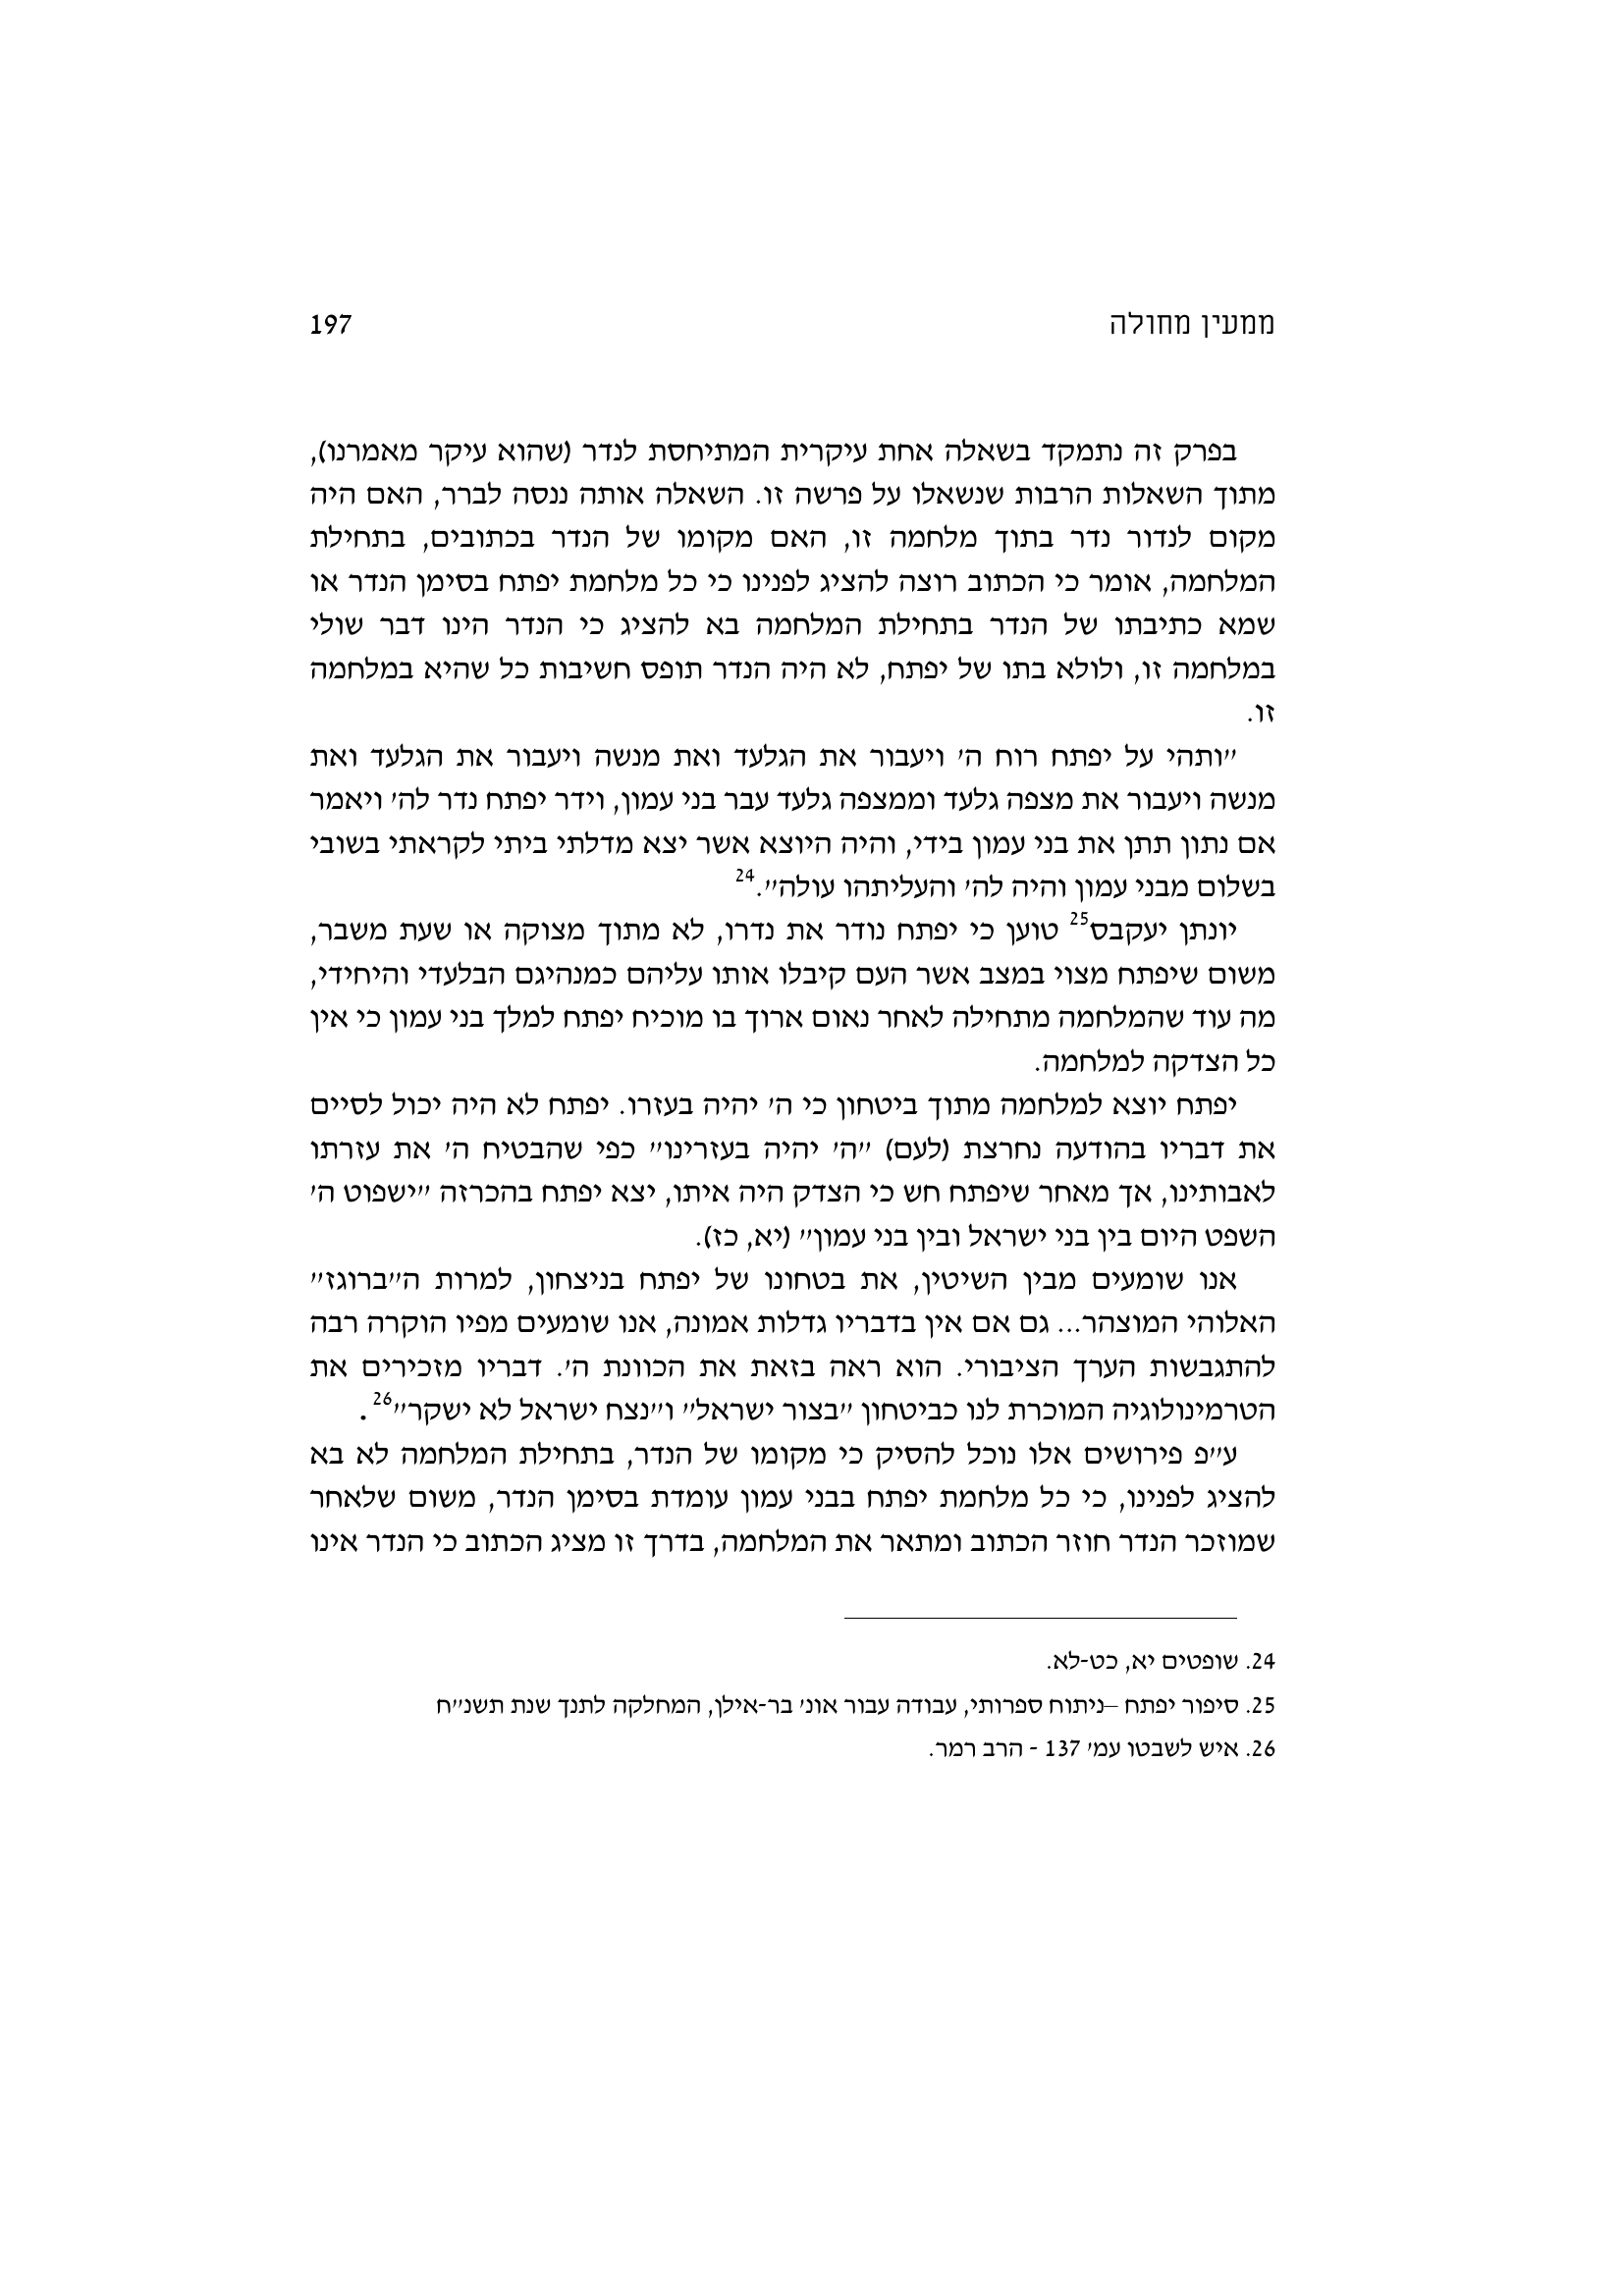 ממעין מחולה 197
בפרק זה נתמקד בשאלה אחת עיקרית המתיחסת לנדר (שהוא עיקר מאמרנו),
מתוך השאלות הרבות שנשאלו על פרשה זו. השאלה אותה ננסה לברר, האם היה
מקום לנדור נדר בתוך מלחמה זו, האם מקומו של הנדר בכתובים, בתחילת
המלחמה, אומר כי הכתוב רוצה להציג לפנינו כי כל מלחמת יפתח בסימן הנדר או
שמא כתיבתו של הנדר בתחילת המלחמה בא להציג כי הנדר הינו דבר שולי
במלחמה זו, ולולא בתו של יפתח, לא היה הנדר תופס חשיבות כל שהיא במלחמה
זו.
"ותהי על יפתח רוח ה' ויעבור את הגלעד ואת מנשה ויעבור את הגלעד ואת
מנשה ויעבור את מצפה גלעד וממצפה גלעד עבר בני עמון, וידר יפתח נדר לה' ויאמר
אם נתון תתן את בני עמון בידי, והיה היוצא אשר יצא מדלתי ביתי לקראתי בשובי
בשלום מבני עמון והיה לה' והעליתהו עולה".24
יונתן יעקבס25 טוען כי יפתח נודר את נדרו, לא מתוך מצוקה או שעת משבר,
משום שיפתח מצוי במצב אשר העם קיבלו אותו עליהם כמנהיגם הבלעדי והיחידי,
מה עוד שהמלחמה מתחילה לאחר נאום ארוך בו מוכיח יפתח למלך בני עמון כי אין
כל הצדקה למלחמה.
יפתח יוצא למלחמה מתוך ביטחון כי ה' יהיה בעזרו. יפתח לא היה יכול לסיים
את דבריו בהודעה נחרצת (לעם) "ה' יהיה בעזרינו" כפי שהבטיח ה' את עזרתו
לאבותינו, אך מאחר שיפתח חש כי הצדק היה איתו, יצא יפתח בהכרזה "ישפוט ה'
השפט היום בין בני ישראל ובין בני עמון" (יא, כז).
אנו שומעים מבין השיטין, את בטחונו של יפתח בניצחון, למרות ה"ברוגז"
האלוהי המוצהר... גם אם אין בדבריו גדלות אמונה, אנו שומעים מפיו הוקרה רבה
להתגבשות הערך הציבורי. הוא ראה בזאת את הכוונת ה'. דבריו מזכירים את
הטרמינולוגיה המוכרת לנו כביטחון "בצור ישראל" ו"נצח ישראל לא ישקר"26.
ע"פ פירושים אלו נוכל להסיק כי מקומו של הנדר, בתחילת המלחמה לא בא
להציג לפנינו, כי כל מלחמת יפתח בבני עמון עומדת בסימן הנדר, משום שלאחר
שמוזכר הנדר חוזר הכתוב ומתאר את המלחמה, בדרך זו מציג הכתוב כי הנדר אינו
24. שופטים יא, כט-לא.
25. סיפור יפתח –ניתוח ספרותי, עבודה עבור אונ' בר-אילן, המחלקה לתנך שנת תשנ"ח
26. איש לשבטו עמ' 137 - הרב רמר.